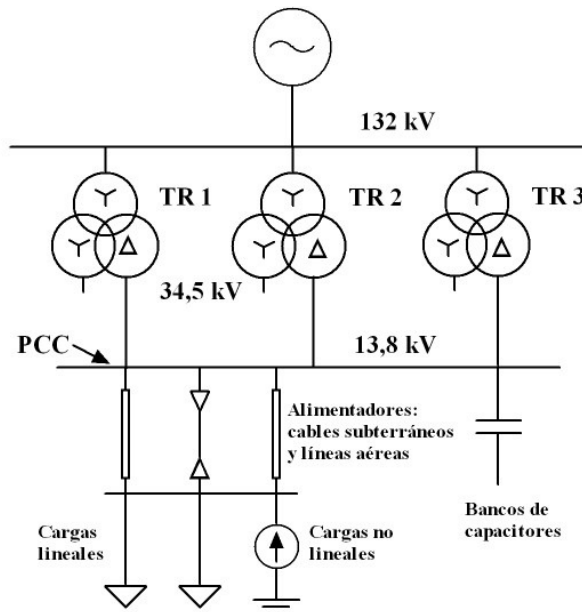 132 kV
TR 1
TR 2
TR 3
34,5 kV
PCC
13,8 kV
Alimentadores:
cables subterráneos
y líneas aéreas
Bancos de
capacitores
Cargas
lineales
Cargas no
lineales